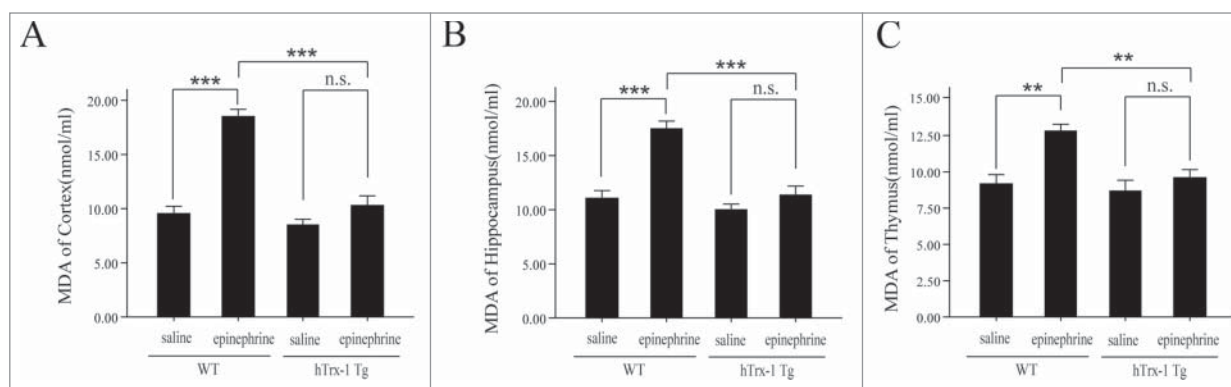 A
MDA of Cortex(nmol/ml)
20.00
15.00
10.00
5.00
0.00
***
***
n.s.
saline
epinephrine
saline
epinephrine
WT
hTrx-1 Tg
B
MDA of Hippocampus(nmol/ml)
20.00
15.00
10.00
5.00
0.00
***
***
n.s.
saline
epinephrine
saline
epinephrine
WT
hTrx-1 Tg
C
MDA of Thymus(nmol/ml)
15.00
12.50
10.00
7.50
5.00
2.50
0.00
**
**
n.s.
saline
epinephrine
saline
epinephrine
WT
hTrx-1 Tg